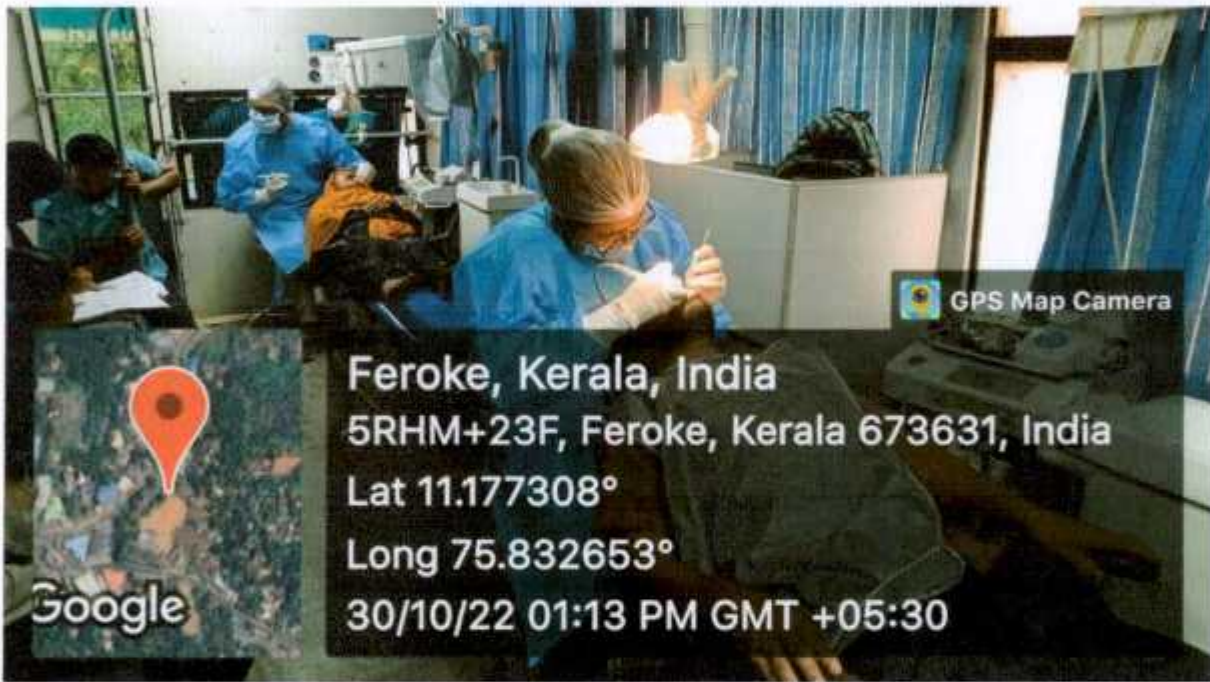 GPS Map Camera
Feroke, Kerala, India
5RHM+23F, Feroke, Kerala 673631, India
Lat 11.177308°
Long 75.832653°
30/10/22 01:13 PM GMT +05:30
Google